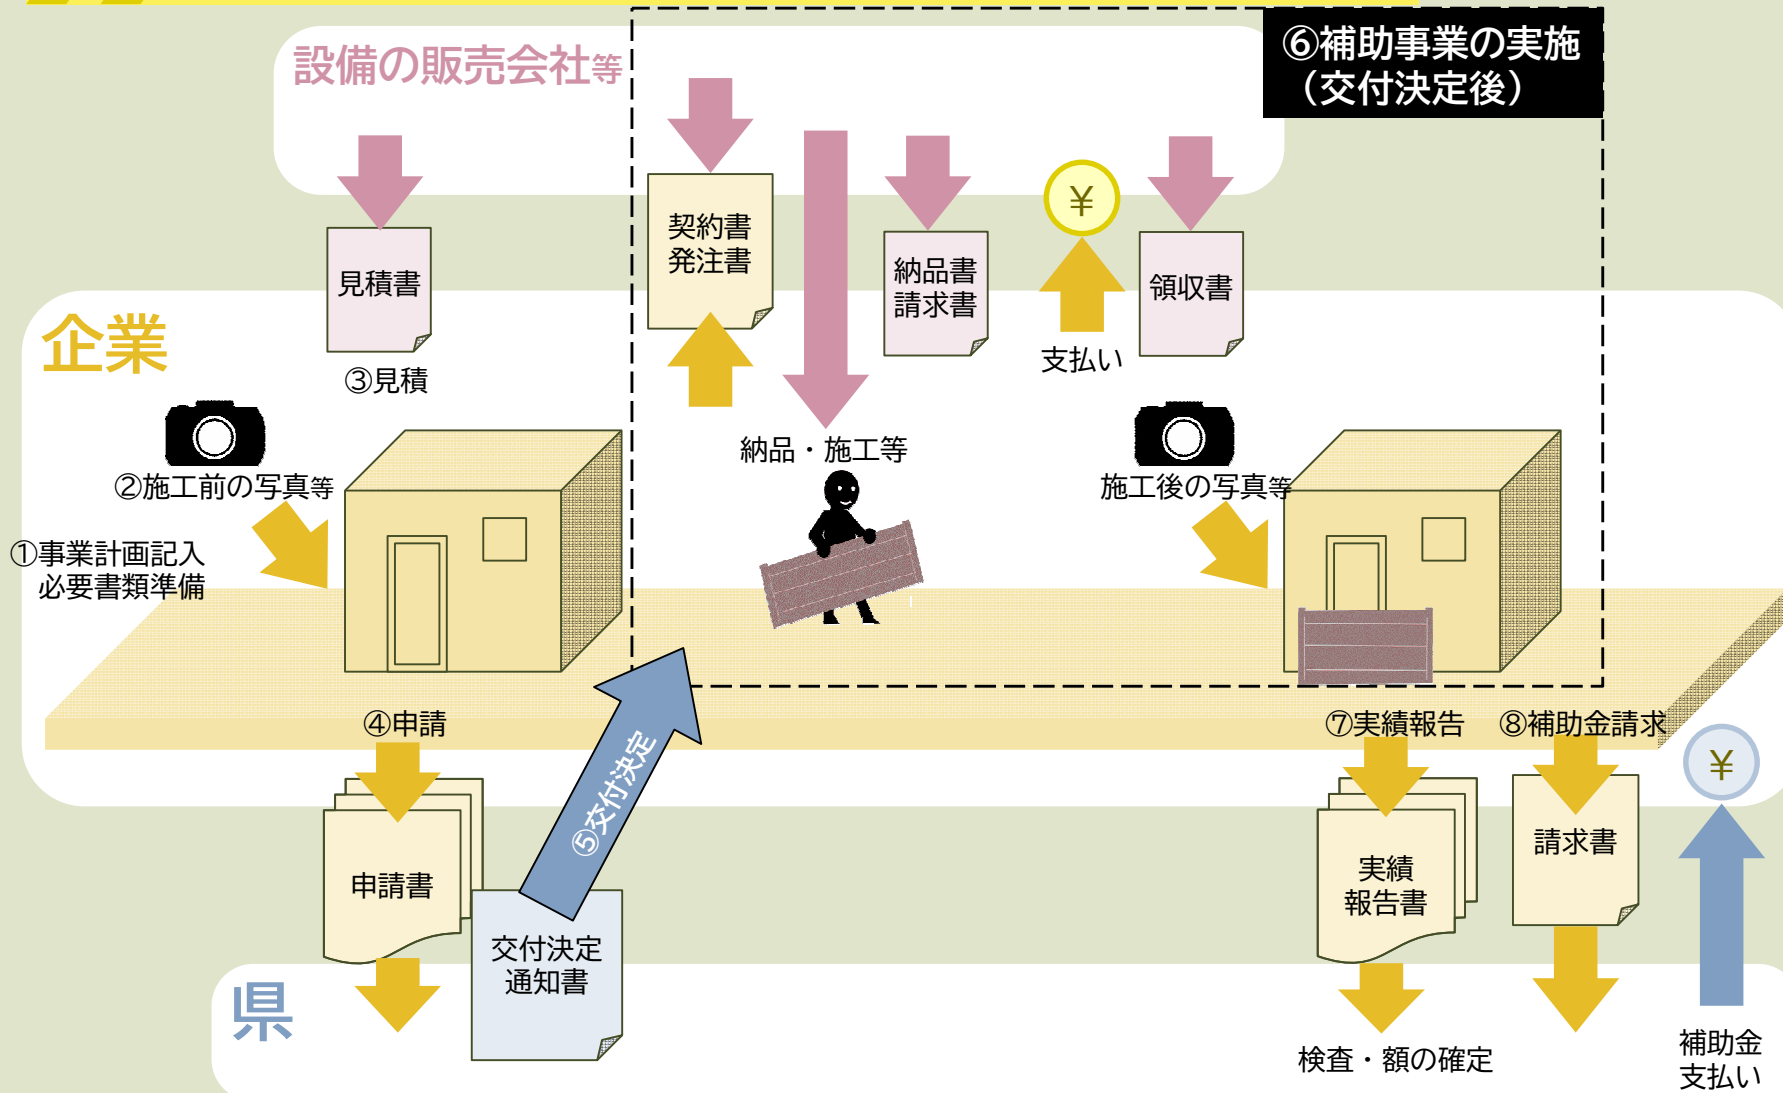 設備の販売会社等
⑥補助事業の実施
（交付決定後）
契約書
発注書
¥
見積書
納品書
請求書
領収書
企業
③見積
支払い
納品・施工等
②施工前の写真等
施工後の写真等
①事業計画記入
必要書類準備
④申請
⑤交付決定
⑦実績報告
⑧補助金請求
¥
申請書
請求書
実績
報告書
交付決定
通知書
県
検査・額の確定
補助金
支払い